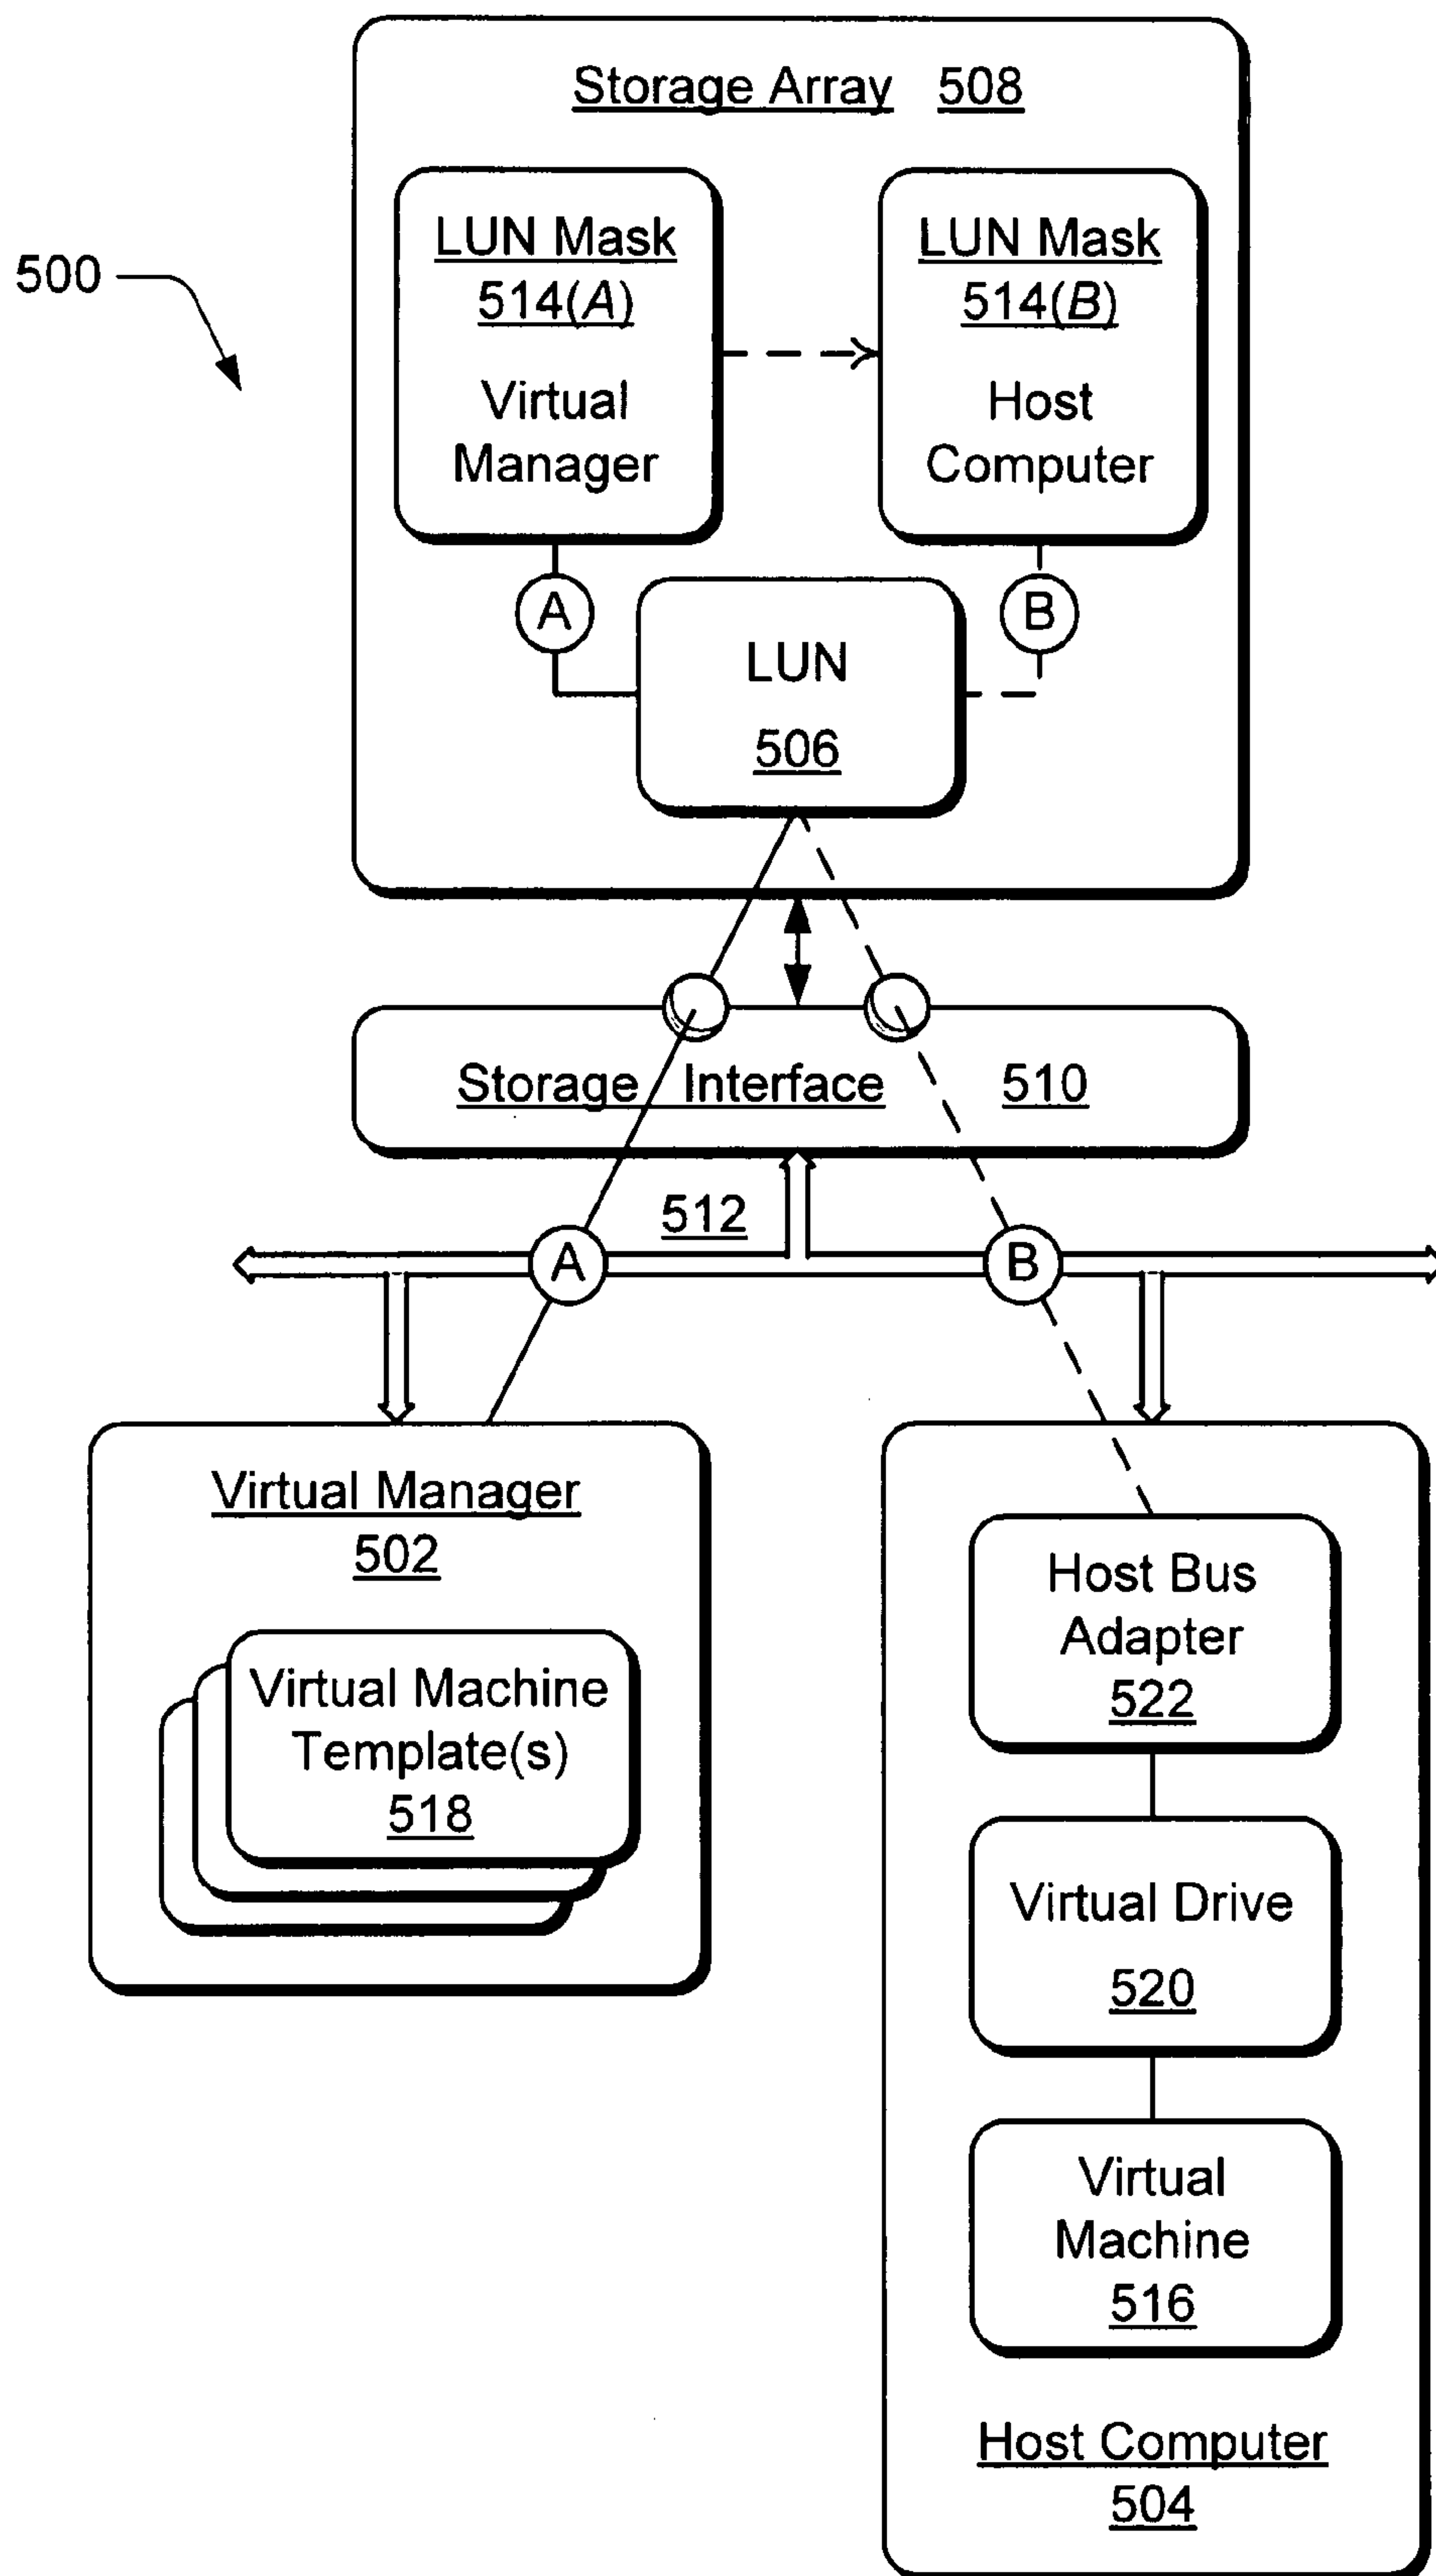 Storage Array 508
500
LUN Mask
514(A)
Virtual
Manager
LUN Mask
514(B)
Host
Computer
A
B
LUN
506
Storage Interface 510
512
A
B
Virtual Manager
502
Virtual Machine
Template(s)
518
Host Bus
Adapter
522
Virtual Drive
520
Virtual
Machine
516
Host Computer
504